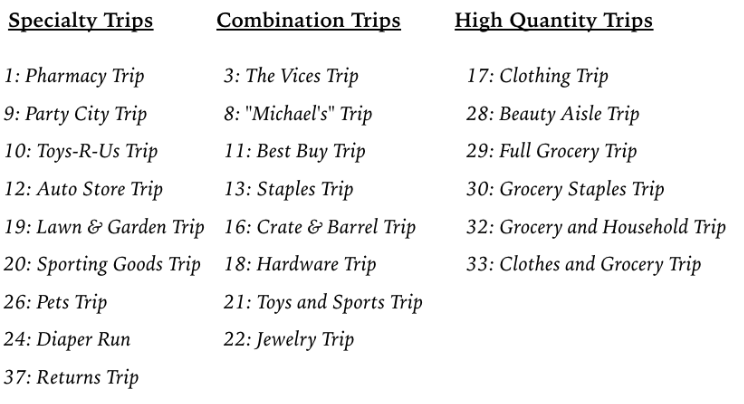 Specialty Trips
1: Pharmacy Trip
9: Party City Trip
10: Toys-R-Us Trip
12: Auto Store Trip
19: Lawn & Garden Trip
20: Sporting Goods Trip
26: Pets Trip
24: Diaper Run
37: Returns Trip
Combination Trips
3: The Vices Trip
8: "Michael's" Trip
11: Best Buy Trip
13: Staples Trip
16: Crate & Barrel Trip
18: Hardware Trip
21: Toys and Sports Trip
22: Jewelry Trip
High Quantity Trips
17: Clothing Trip
28: Beauty Aisle Trip
29: Full Grocery Trip
30: Grocery Staples Trip
32: Grocery and Household Trip
33: Clothes and Grocery Trip